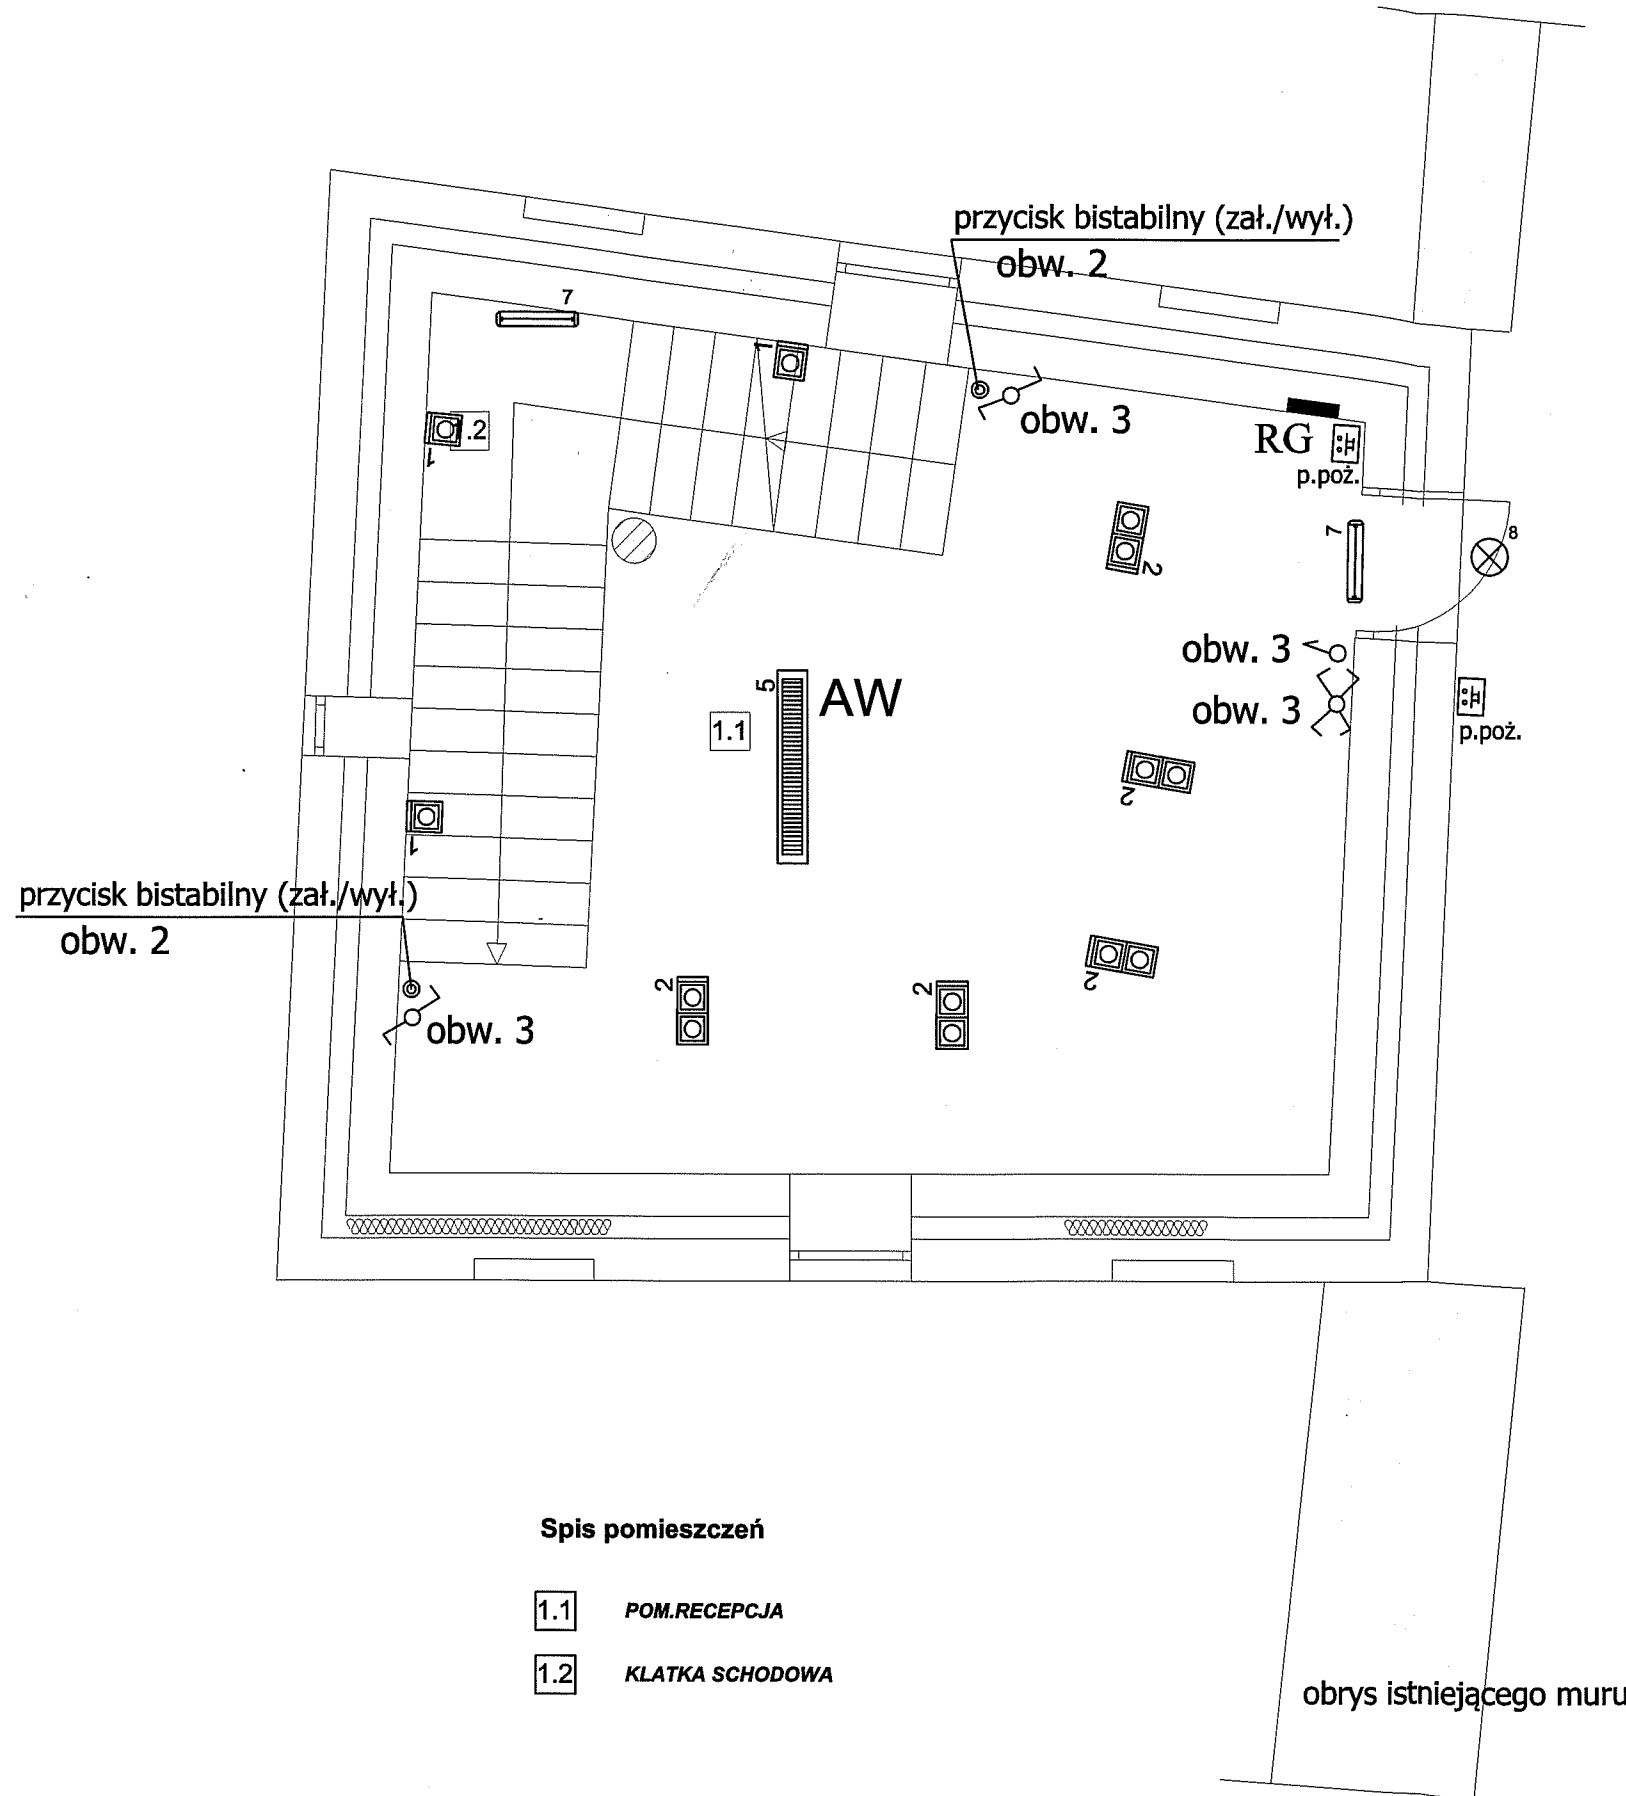 przycisk bistabilny (zał./wył.)
obw. 2
7
1
obw. 3
RG
p.poż.
.2
1
2
7
8
obw. 3
5
AW
obw. 3
1.1
p.poż.
2
1
przycisk bistabilny (zał./wył.)
obw. 2
2
2
2
obw. 3
Spis pomieszczeń
1.1 POM.RECEPCJA
1.2 KLATKA SCHODOWA
obrys istniejącego muru